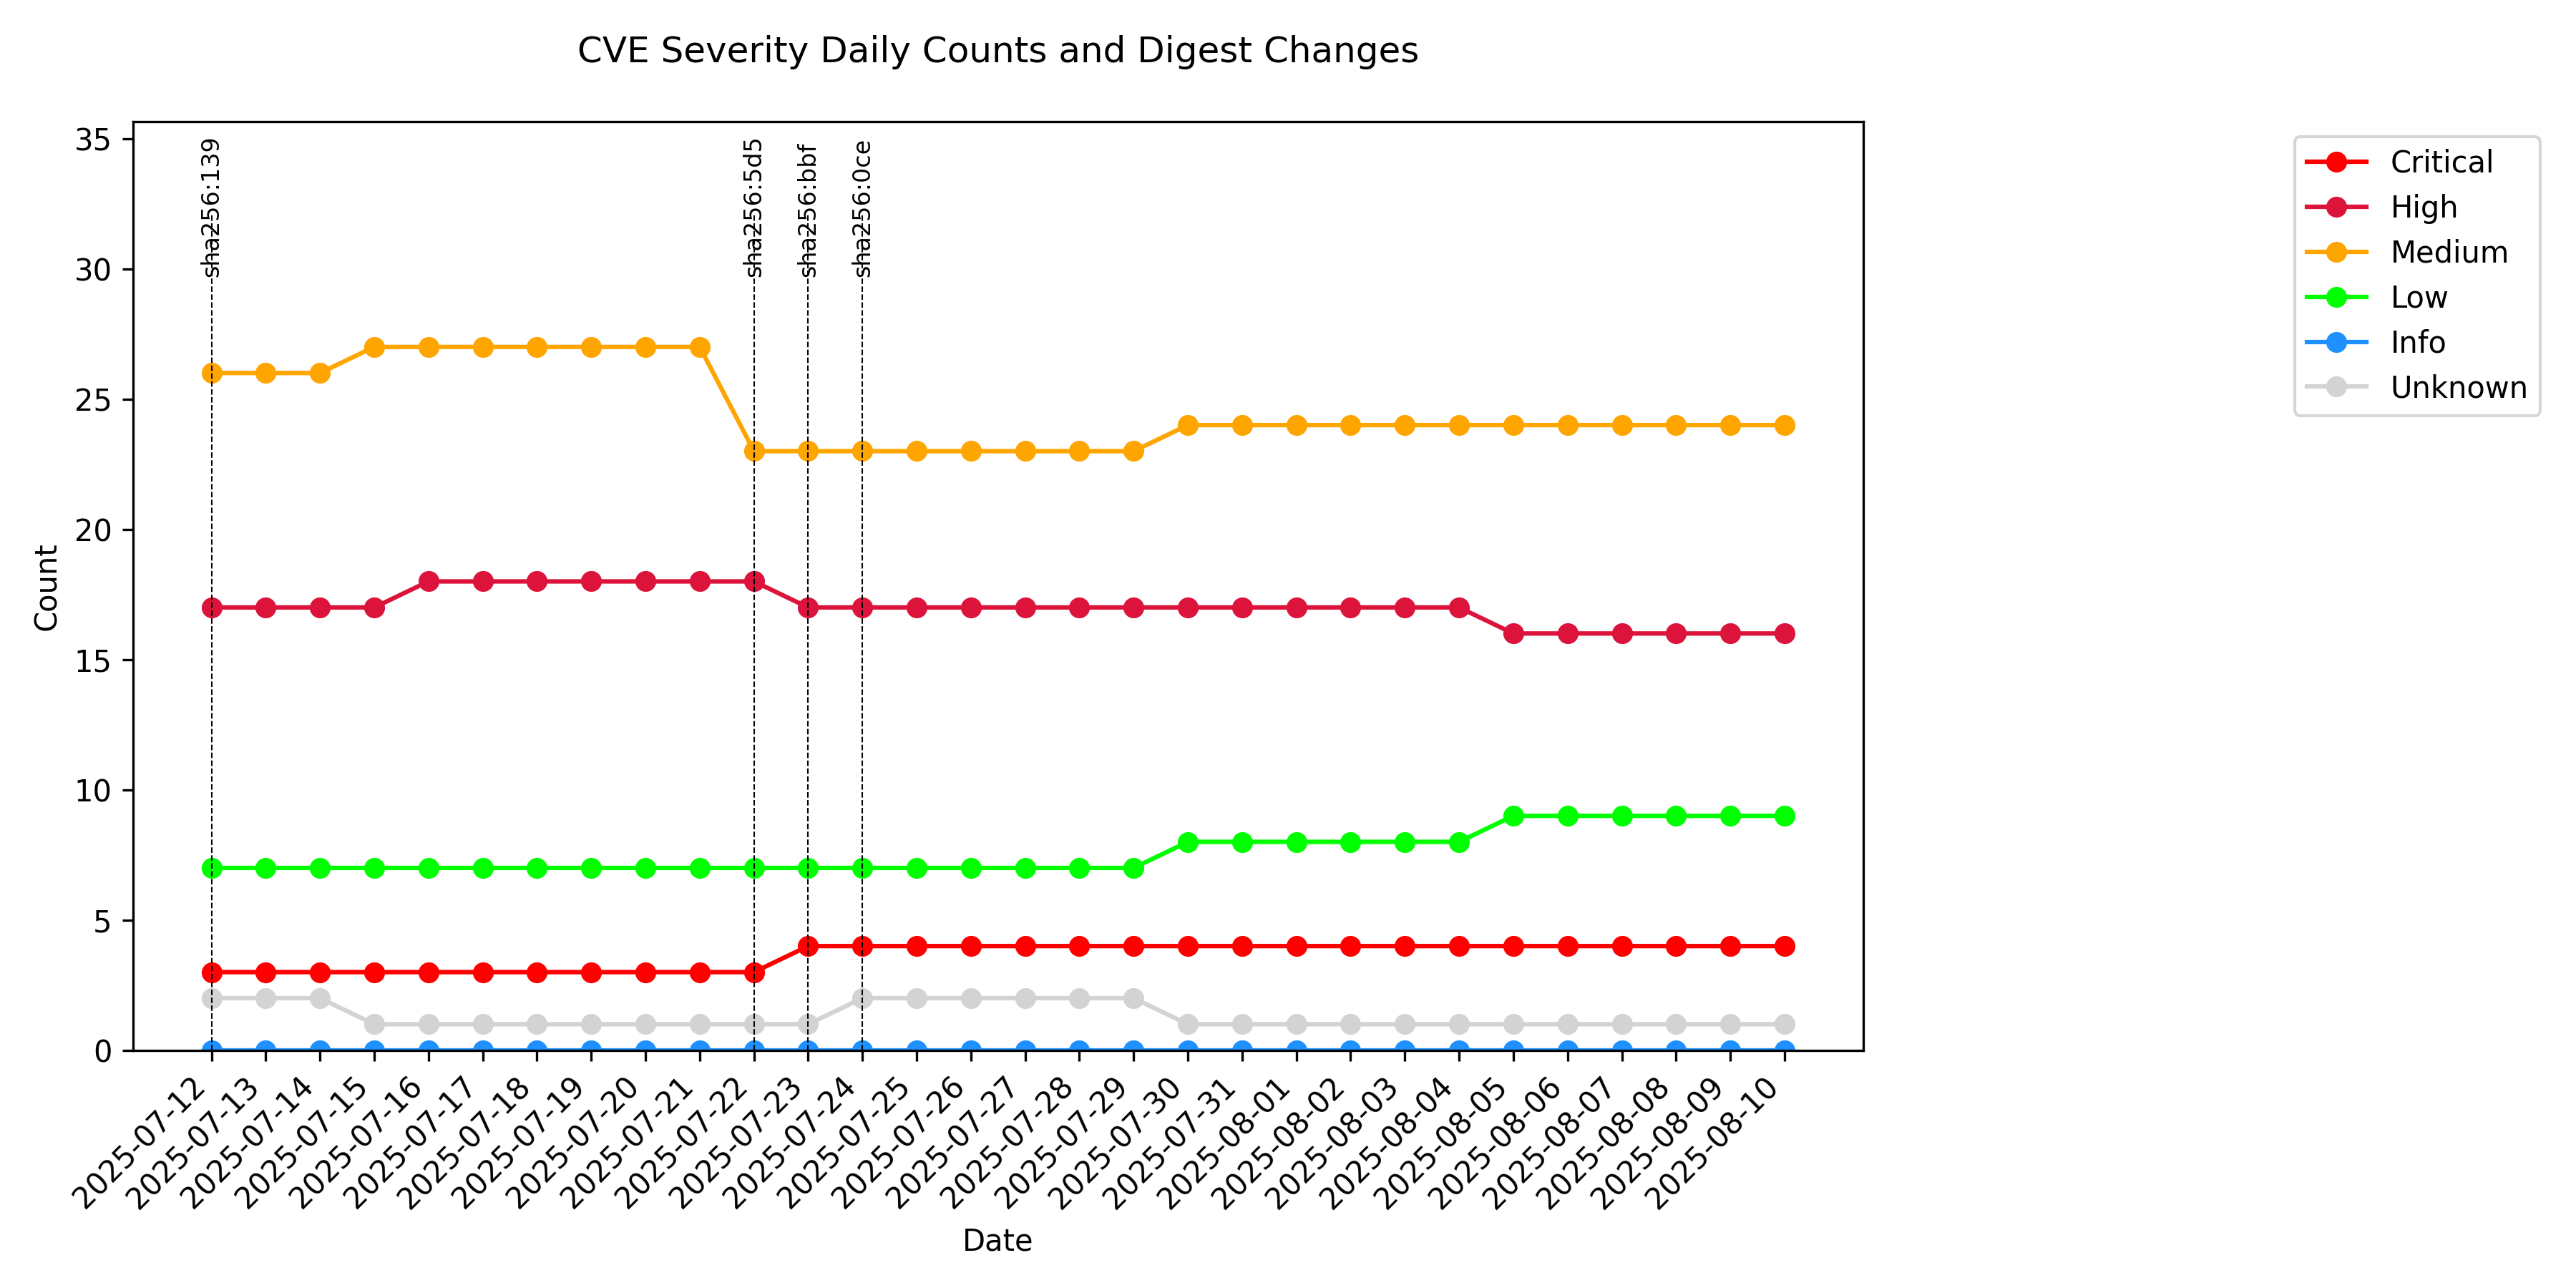 CVE Severity Daily Counts and Digest Changes
35
30
25
20
15
10
5
0
Count
sha256:139
sha256:5d5
sha256:bbf
sha256:0ce
Critical
High
Medium
Low
Info
Unknown
2025-07-12
2025-07-13
2025-07-14
2025-07-15
2025-07-16
2025-07-17
2025-07-18
2025-07-19
2025-07-20
2025-07-21
2025-07-22
2025-07-23
2025-07-24
2025-07-25
2025-07-26
2025-07-27
2025-07-28
2025-07-29
2025-07-30
2025-07-31
2025-08-01
2025-08-02
2025-08-03
2025-08-04
2025-08-05
2025-08-06
2025-08-07
2025-08-08
2025-08-09
2025-08-10
Date